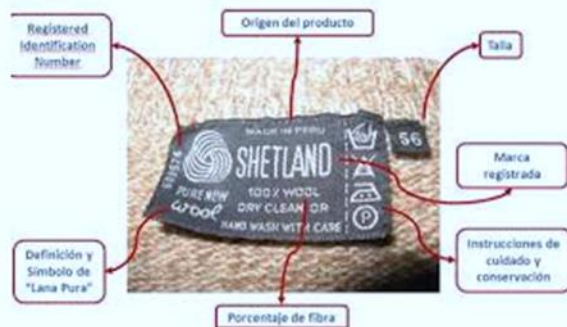 Registered
Identification
Number
Origen del producto
Talla
MADE IN PERU
SHETLAND
PURE NEW
wool
100% WOOL
DRY CLEAN OR
HAND WASH WITH CARE
P
56
Marca
registrada
Definición y
Símbolo de
"Lana Pura"
Porcentaje de fibra
Instrucciones
de
cuidado y
conservación